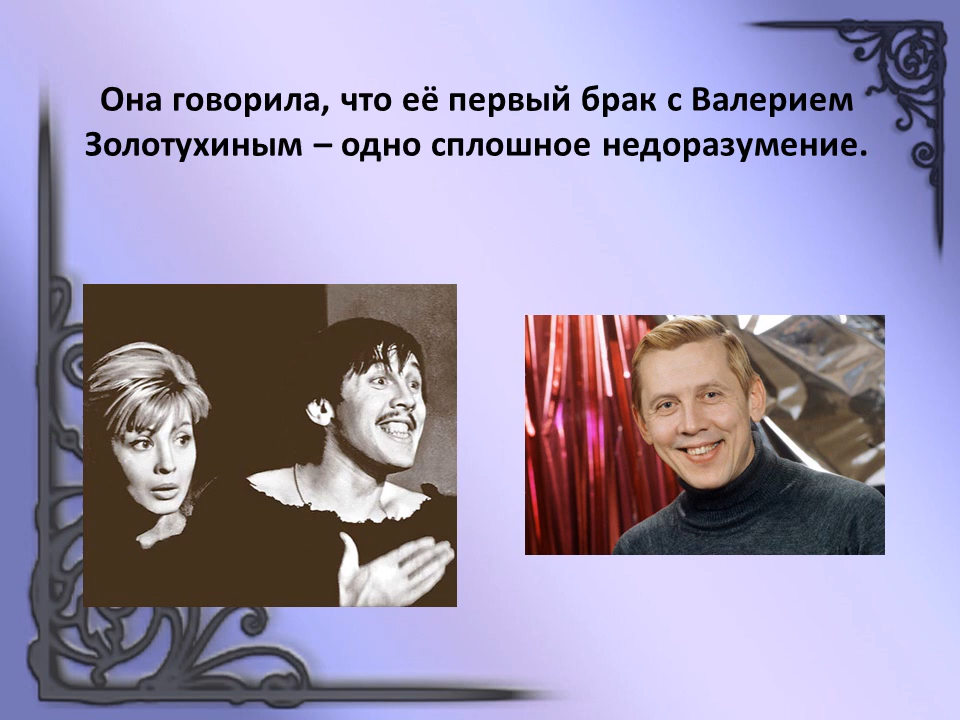 Она говорила, что её первый брак с Валерием
Золотухиным – одно сплошное недоразумение.